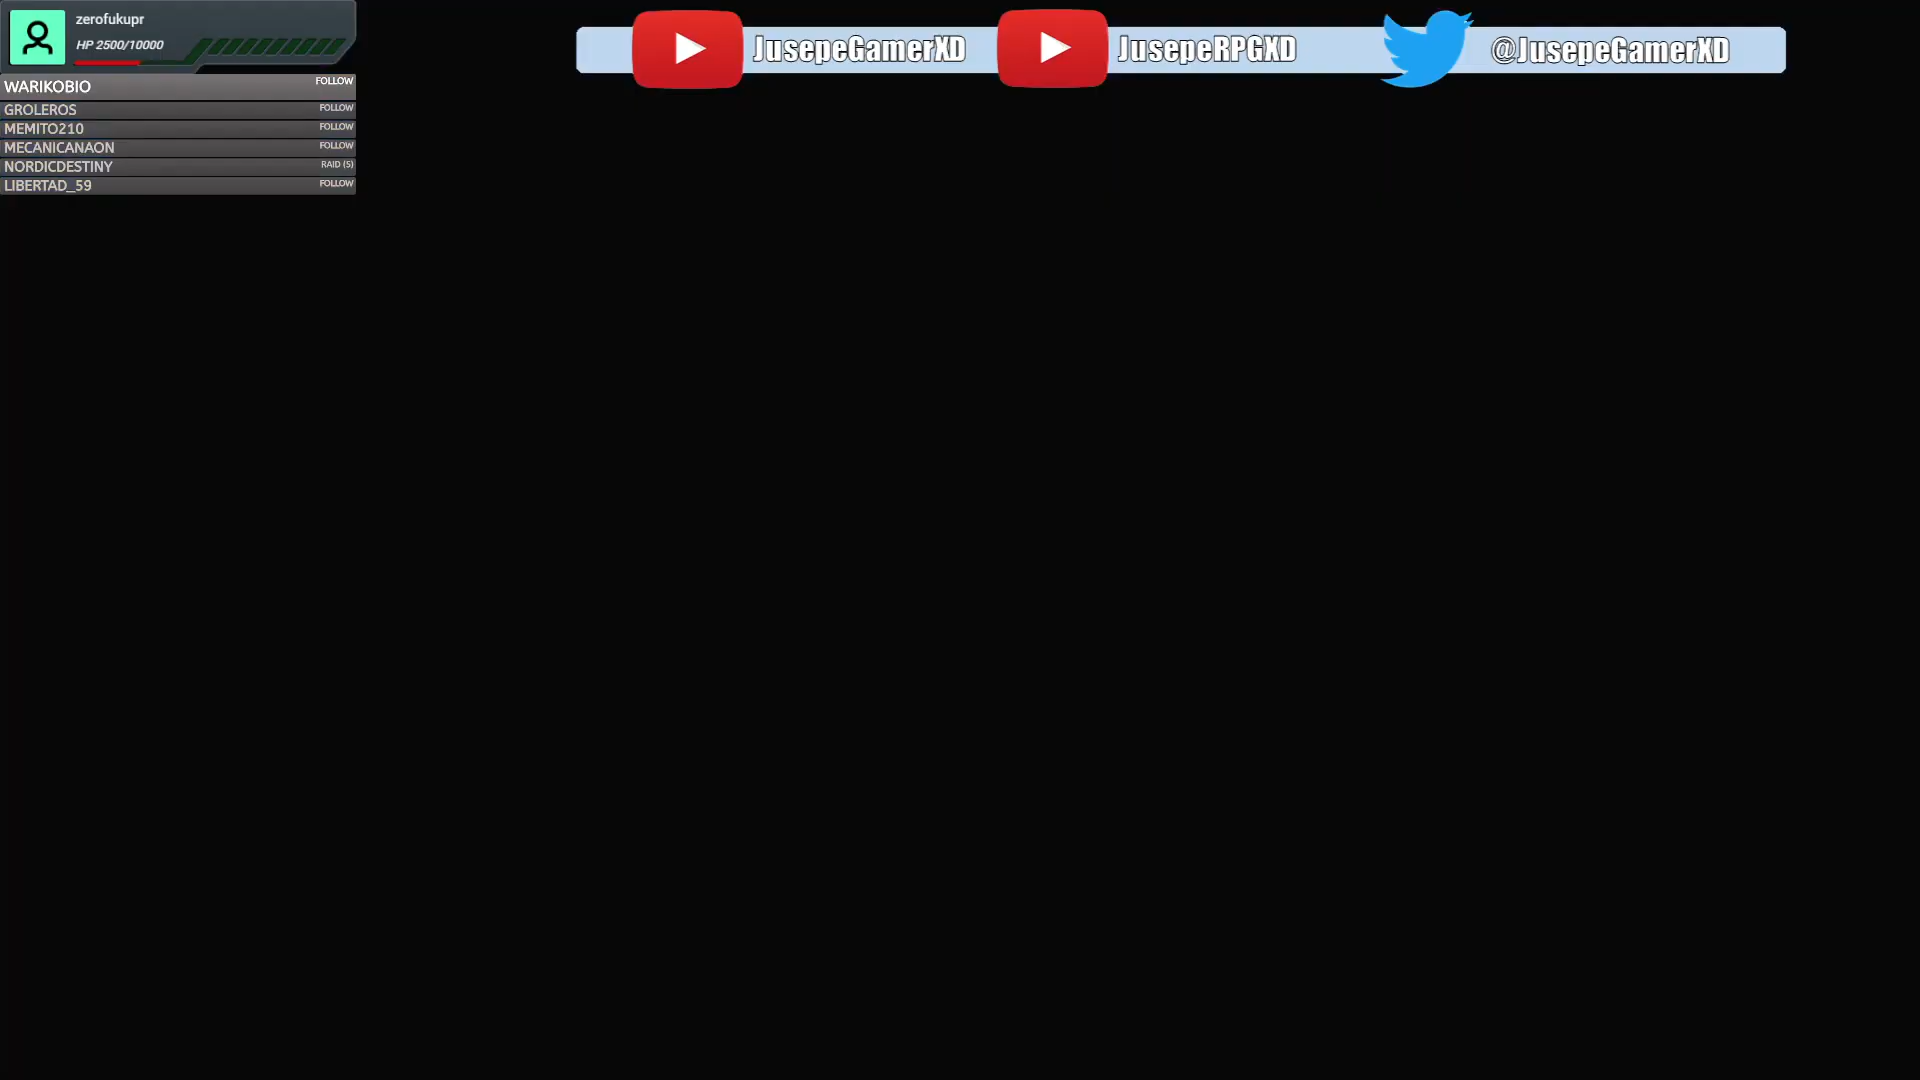 zerofukupr
HP 2500/10000
WARIKOBIO FOLLOW
GROLEROS FOLLOW
MEMITO210 FOLLOW
MECANICANAON FOLLOW
NORDICDESTINY RAID (5)
LIBERTAD_59 FOLLOW
JusepeGamerXD JusepeRPGXD @JusepeGamerXD